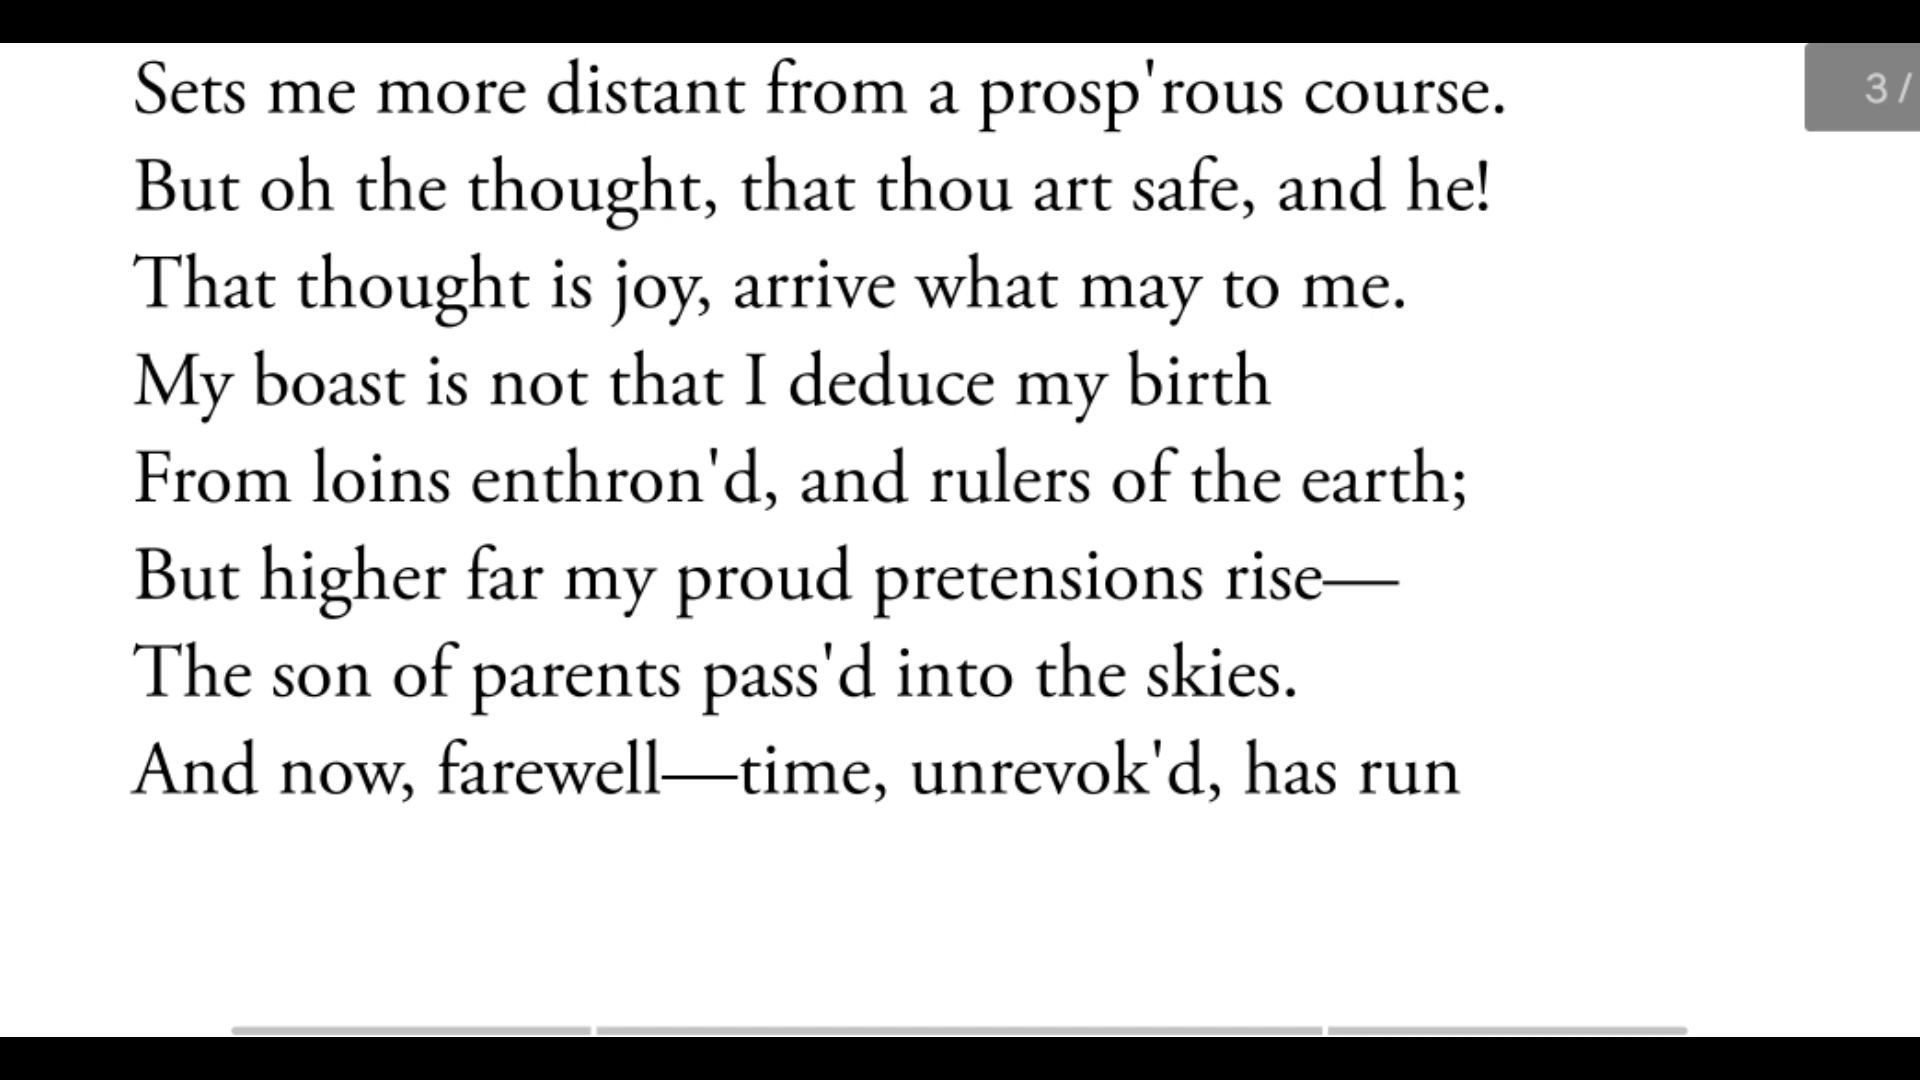 Sets me more distant from a prosp'rous course.
3 /
But oh the thought, that thou art safe, and he!
That thought is joy, arrive what may to me.
My boast is not that I deduce my birth
From loins enthron'd, and rulers of the earth;
But higher far my proud pretensions rise—
The son of parents pass'd into the skies.
And now, farewell—time, unrevok'd, has run